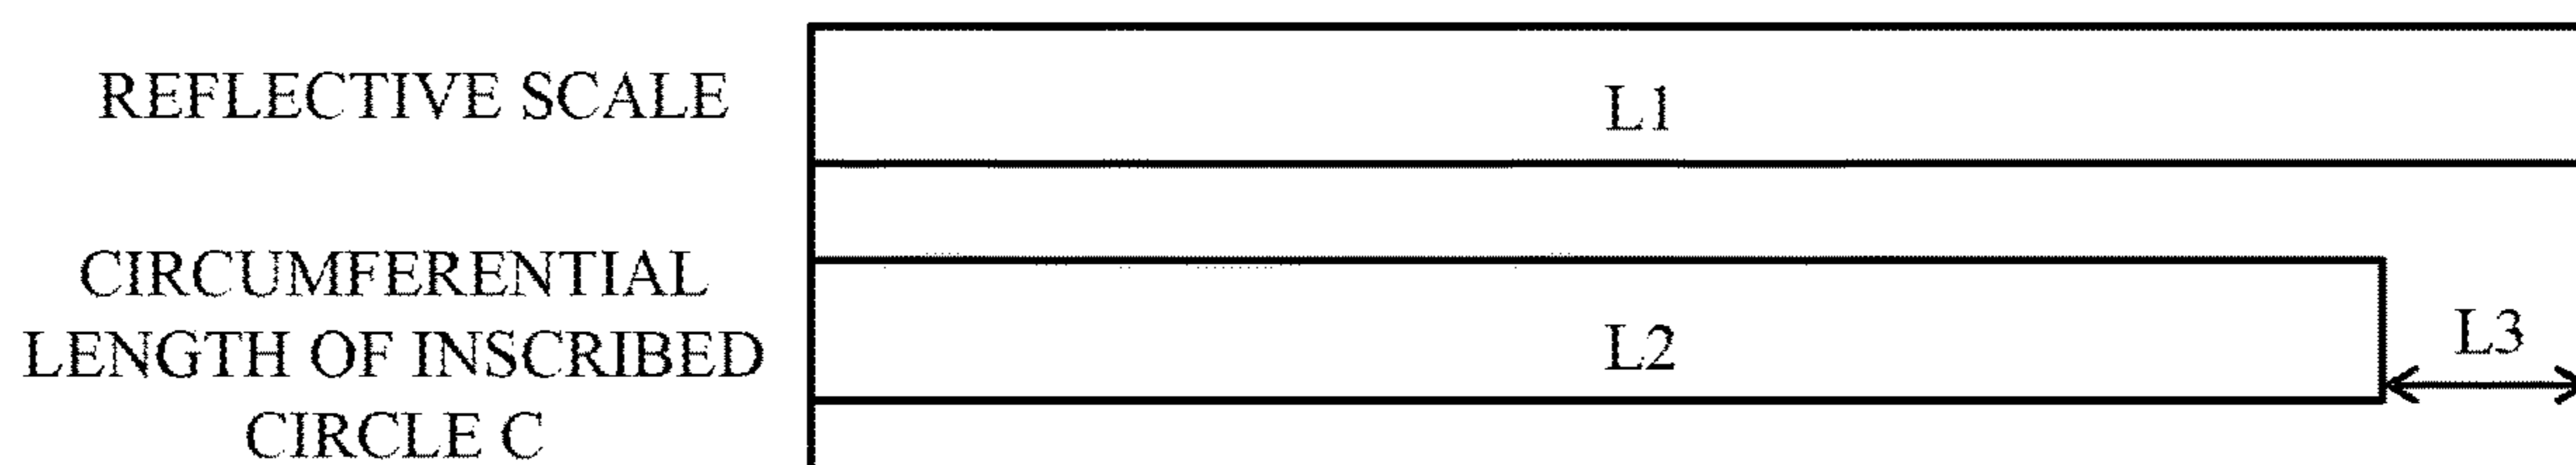 REFLECTIVE SCALE
L1
CIRCUMFERENTIAL
LENGTH OF INSCRIBED
CIRCLE C
L2
L3